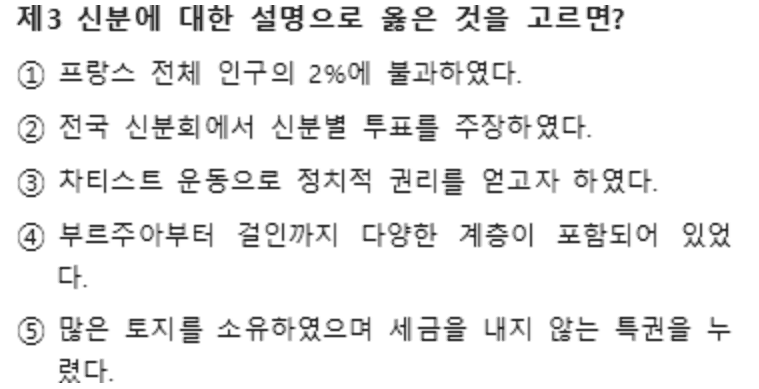 제3 신분에 대한 설명으로 옳은 것을 고르면?
① 프랑스 전체 인구의 2%에 불과하였다.
② 전국 신분회에서 신분별 투표를 주장하였다.
③ 차티스트 운동으로 정치적 권리를 얻고자 하였다.
④ 부르주아부터 걸인까지 다양한 계층이 포함되어 있었
다.
⑤ 많은 토지를 소유하였으며 세금을 내지 않는 특권을 누
렸다.